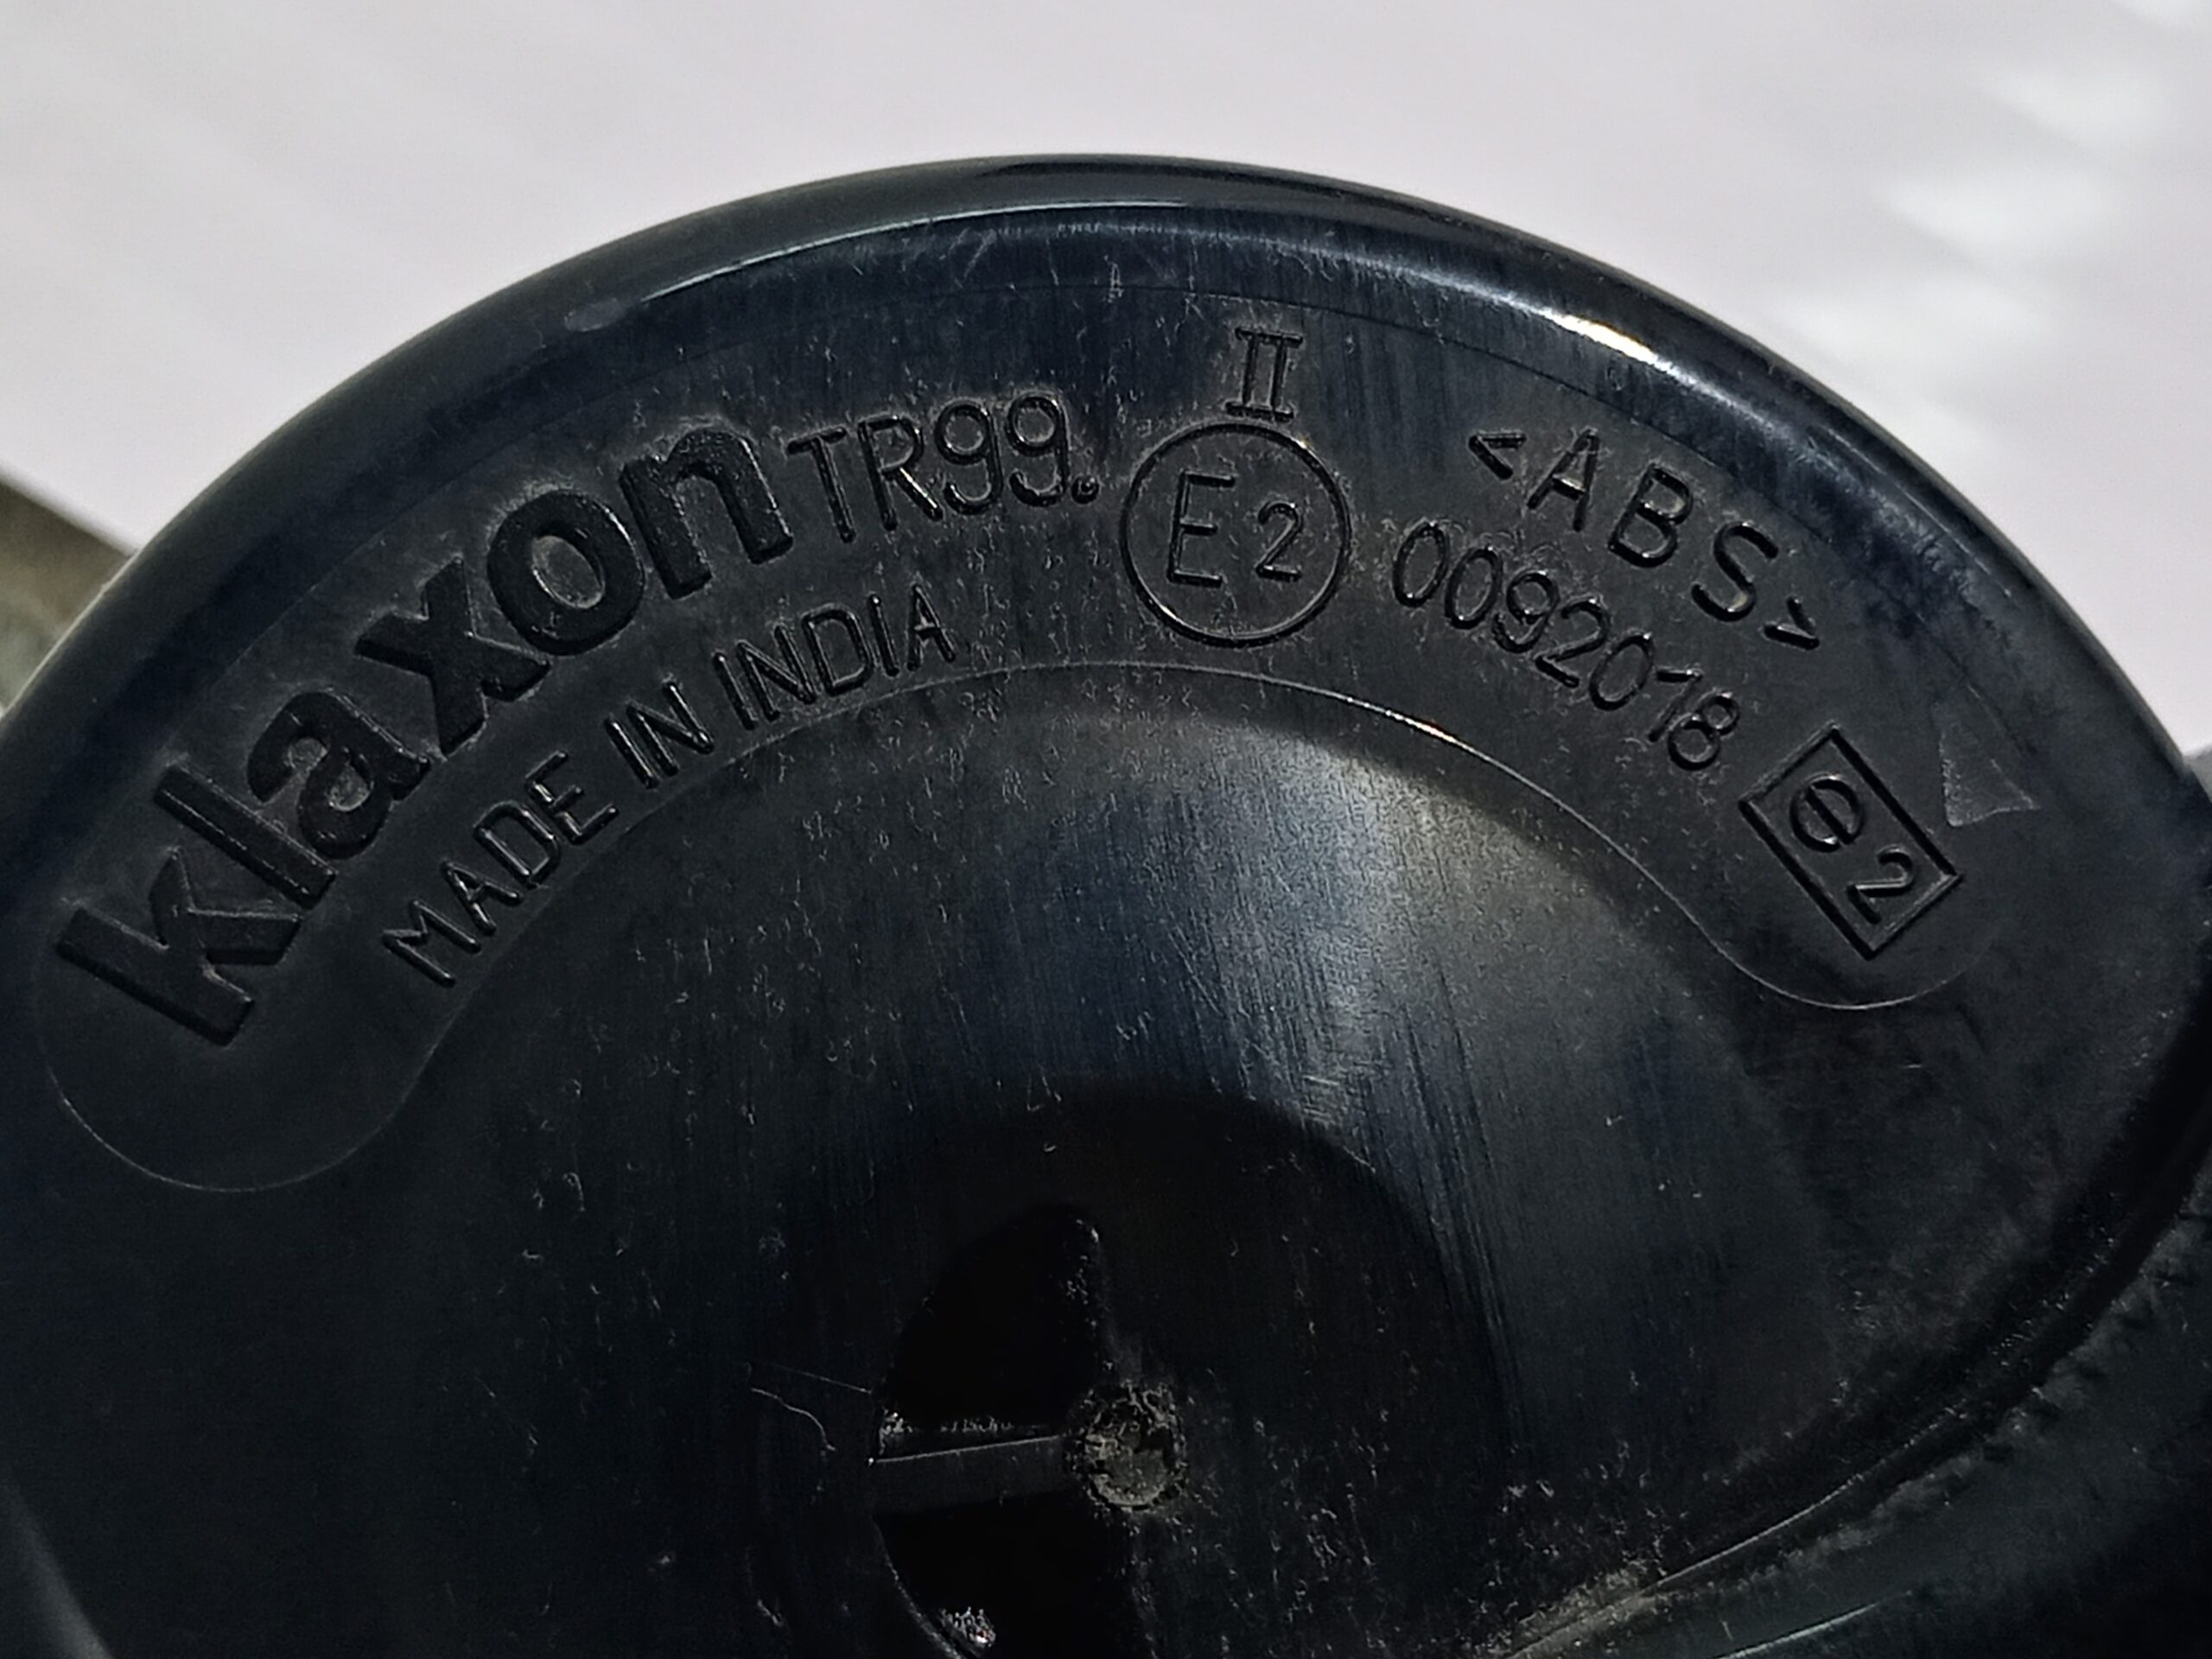 klaxon TR99.
MADE IN INDIA
II
E2
<ABS>
0092018
e2